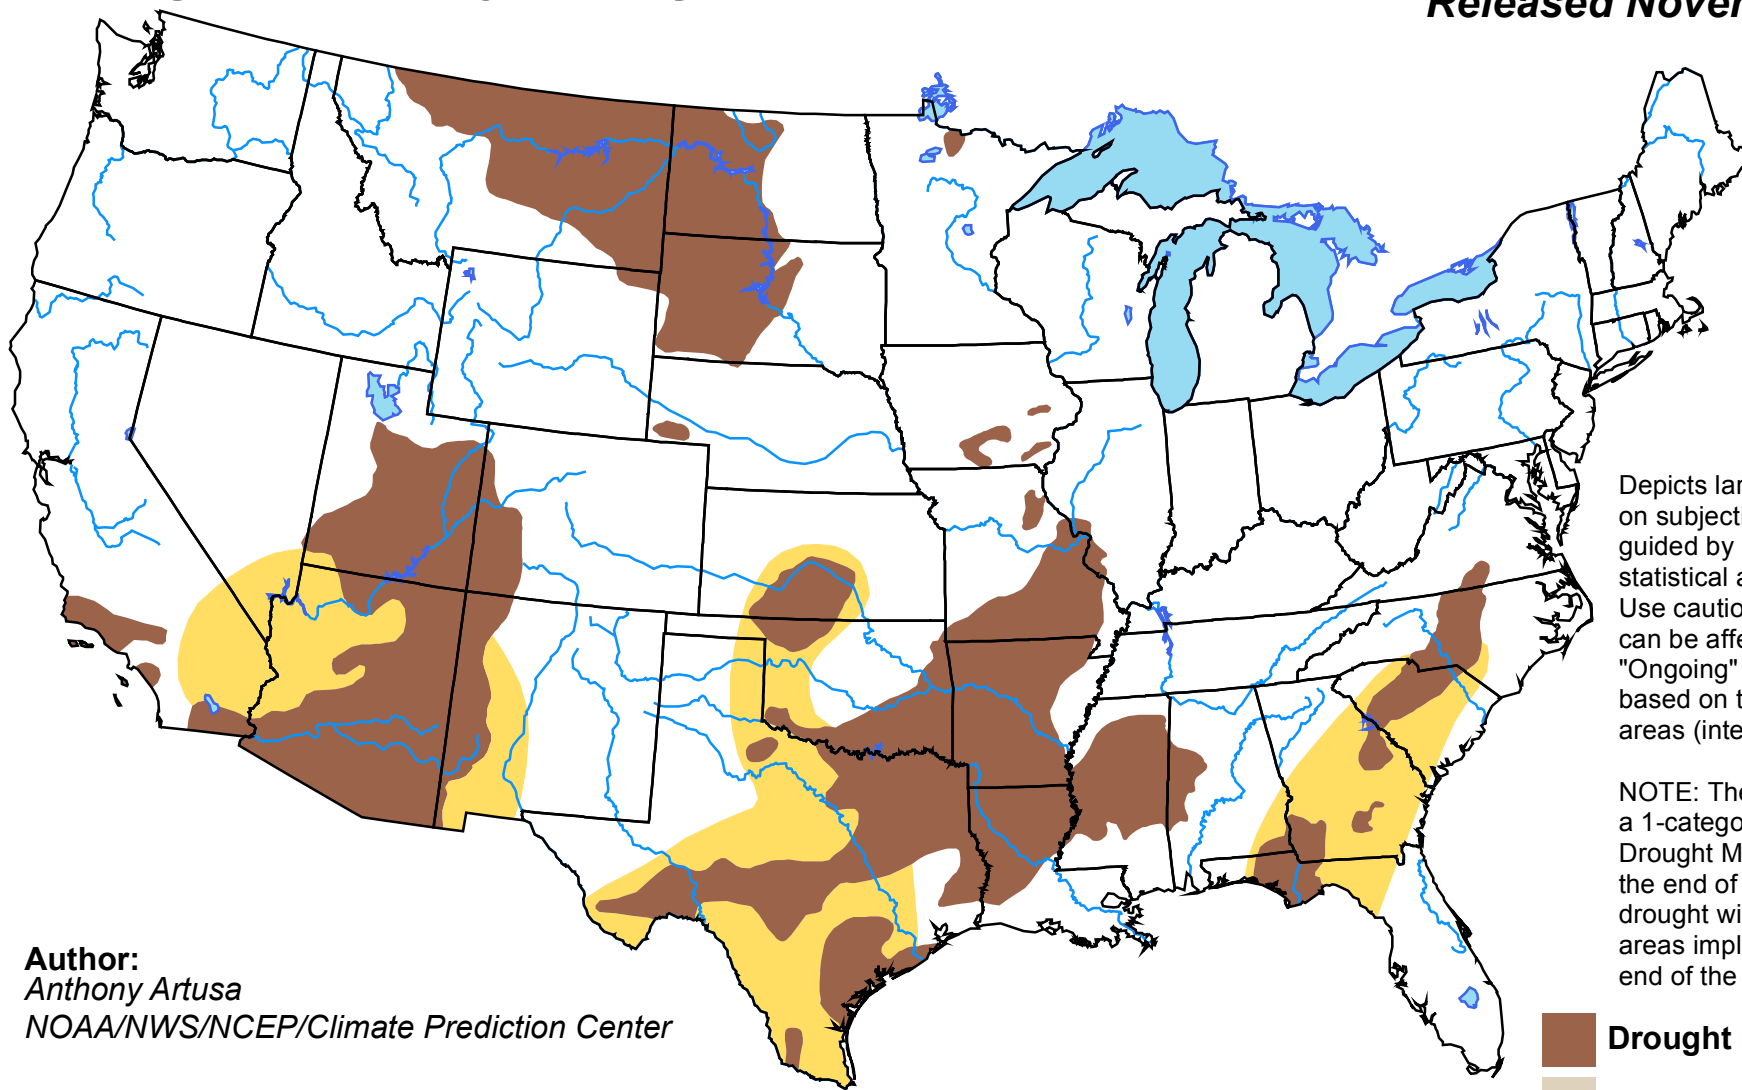 Released Nover
Depicts lar
on subjecti
guided by
statistical a
Use cautio
can be affe
"Ongoing"
based on t
areas (inte
NOTE: The
a 1-catego
Drought M
the end of
drought wi
areas impl
end of the
Author:
Anthony Artusa
NOAA/NWS/NCEP/Climate Prediction Center
Drought